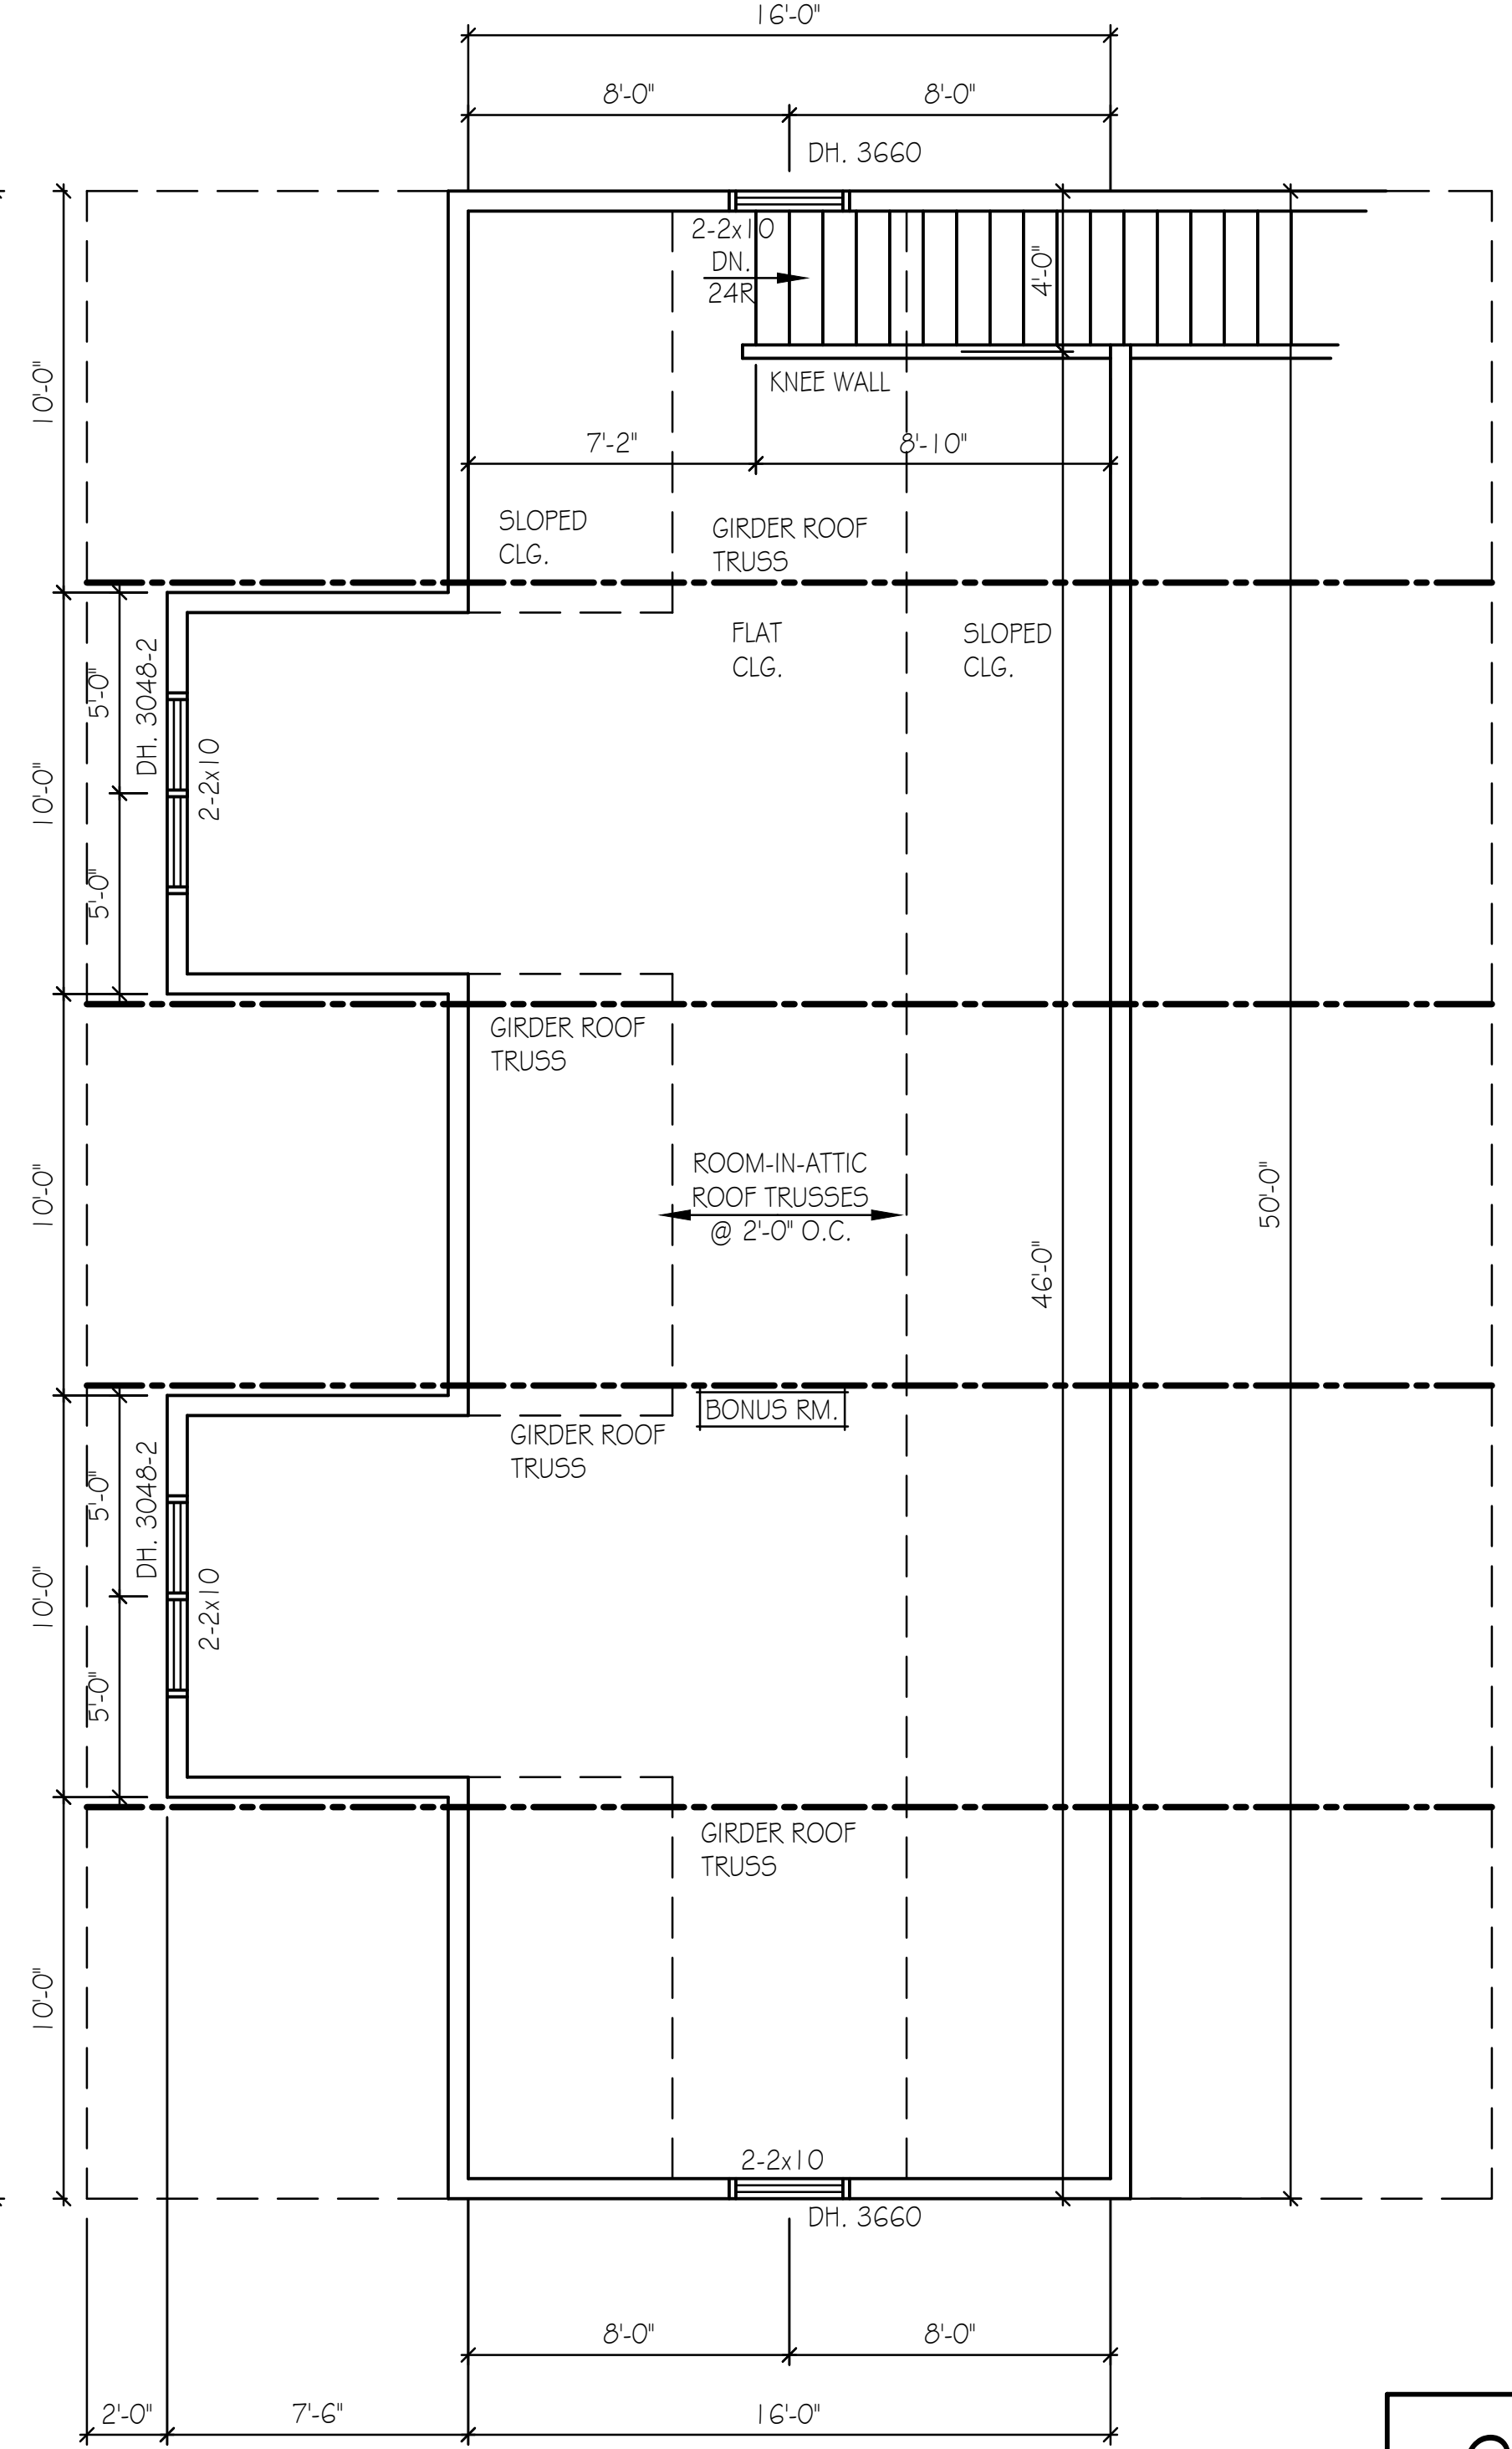 16'-0"
8'-0"
8'-0"
DH. 3660
2-2x10
DN.
24R
4'-0"
KNEE WALL
10'-0"
7'-2"
8'-10"
SLOPED
CLG.
GIRDER ROOF
TRUSS
FLAT
CLG.
SLOPED
CLG.
5'-0"
DH. 3048-2
10'-0"
2-2x10
5'-0"
GIRDER ROOF
TRUSS
10'-0"
ROOM-IN-ATTIC
ROOF TRUSSES
@ 2'-0" O.C.
46'-0"
50'-0"
BONUS RM.
GIRDER ROOF
TRUSS
5'-0"
DH. 3048-2
10'-0"
2-2x10
5'-0"
GIRDER ROOF
TRUSS
10'-0"
2-2x10
DH. 3660
8'-0"
8'-0"
2'-0"
7'-6"
16'-0"